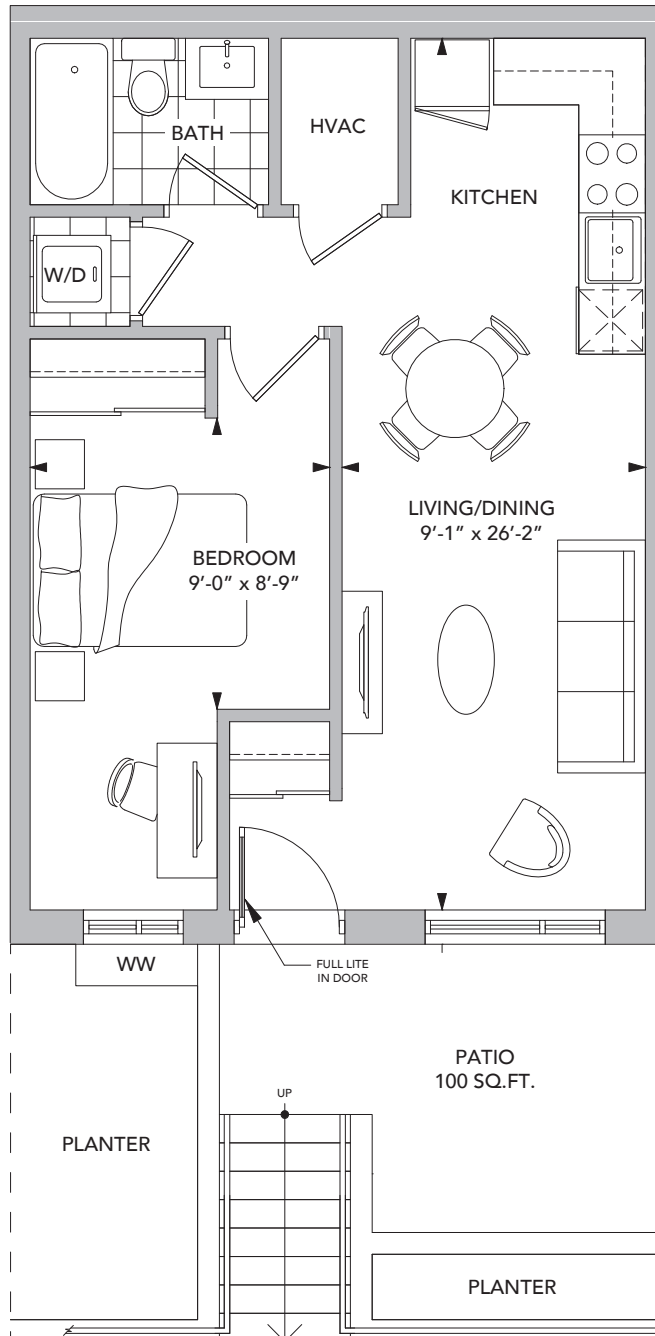 BATH
HVAC
KITCHEN
W/D
LIVING/DINING
9'-1" x 26'-2"
BEDROOM
9'-0" x 8'-9"
WW
FULL LITE
IN DOOR
PATIO
100 SQ.FT.
UP
PLANTER
PLANTER